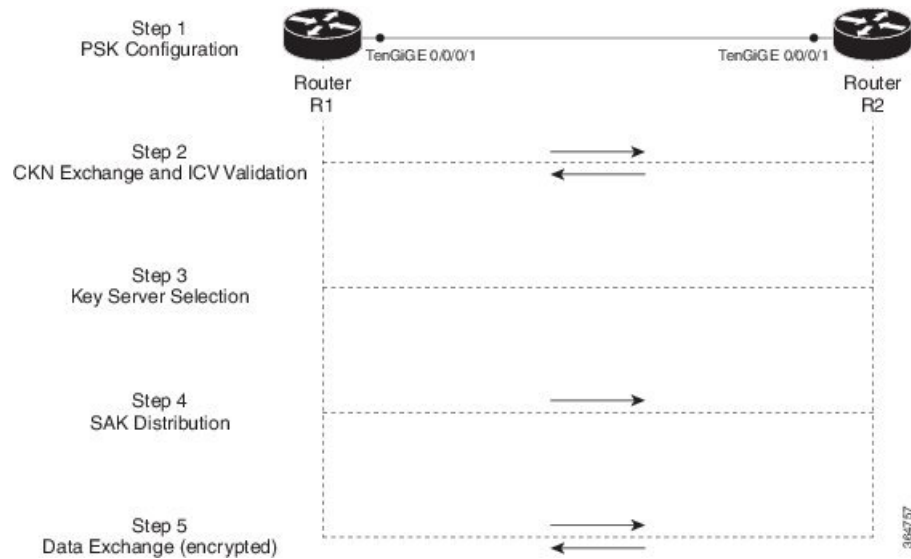 Step 1
PSK Configuration
TenGiGE 0/0/0/1
TenGiGE 0/0/0/1
Router
R1
Router
R2
Step 2
CKN Exchange and ICV Validation
Step 3
Key Server Selection
Step 4
SAK Distribution
Step 5
Data Exchange (encrypted)
364757